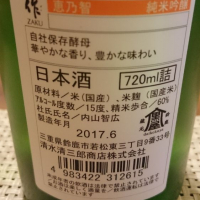 作 恵乃智 純米吟醸
ZAKU
自社保存酵母
華やかな香り、豊かな味わい
日本酒 720ml詰
原材料/米(国産)、米麹(国産米)
アルコール度数/15度、精米歩合/60%
杜氏氏名/内山智広
製造年月
2017.6
三重県鈴鹿市若松東三丁目9番33号
清水清三郎商店株式会社
4 983422 312615